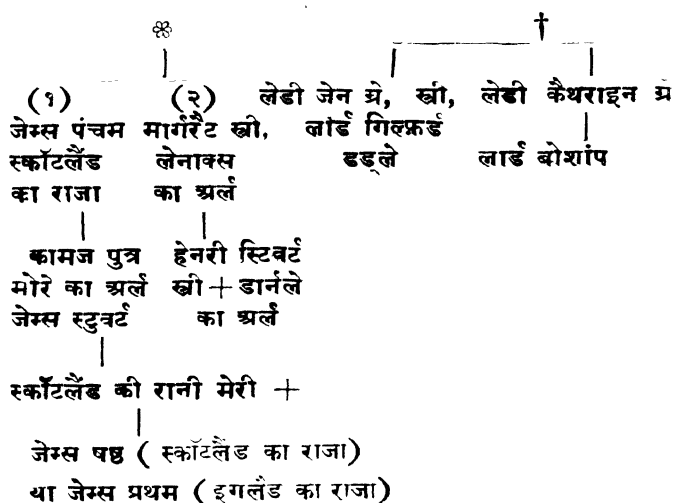 (१) (२) लेडी जेन ग्रे, स्त्री, लेडी कैथराइन ग्रे
जेम्स पंचम मार्गरैट स्त्री, लार्ड गिल्फ़र्ड
स्कॉटलैंड लेनाक्स डड्ले लार्ड बोशांप
का राजा का अर्ल
कामज पुत्र हेनरी स्टिवर्ट
मोरे का अर्ल स्त्री + डार्नले
जेम्स स्टुवर्ट का अर्ल
स्कॉटलैंड की रानी मेरी +
जेम्स षष्ठ ( स्कॉटलैंड का राजा)
या जेम्स प्रथम ( इगलैंड का राजा)